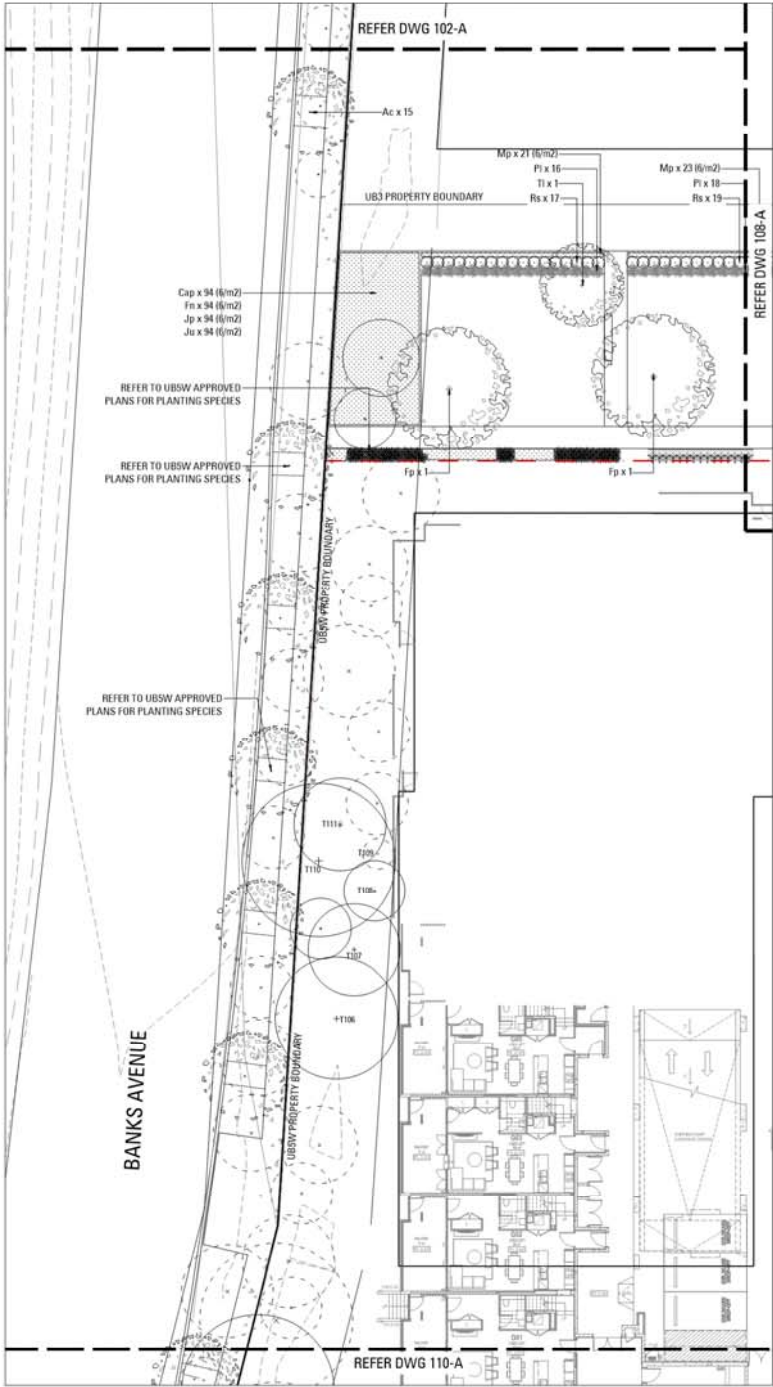 REFER DWG 102-A
Ac x 15
Mp x 21 (6/m2)
Pl x 16
Tl x 1
Rs x 17
Mp x 23 (6/m2)
Pl x 18
Rs x 19
UB3 PROPERTY BOUNDARY
REFER DWG 108-A
Cap x 94 (6/m2)
Fn x 94 (6/m2)
Jp x 94 (6/m2)
Ju x 94 (6/m2)
REFER TO UB5W APPROVED
PLANS FOR PLANTING SPECIES
REFER TO UB5W APPROVED
PLANS FOR PLANTING SPECIES
Fp x 1
Fp x 1
UB5W PROPERTY BOUNDARY
REFER TO UB5W APPROVED
PLANS FOR PLANTING SPECIES
T111
T109
T110
T108
T107
T106
BANKS AVENUE
UB5W PROPERTY BOUNDARY
REFER DWG 110-A